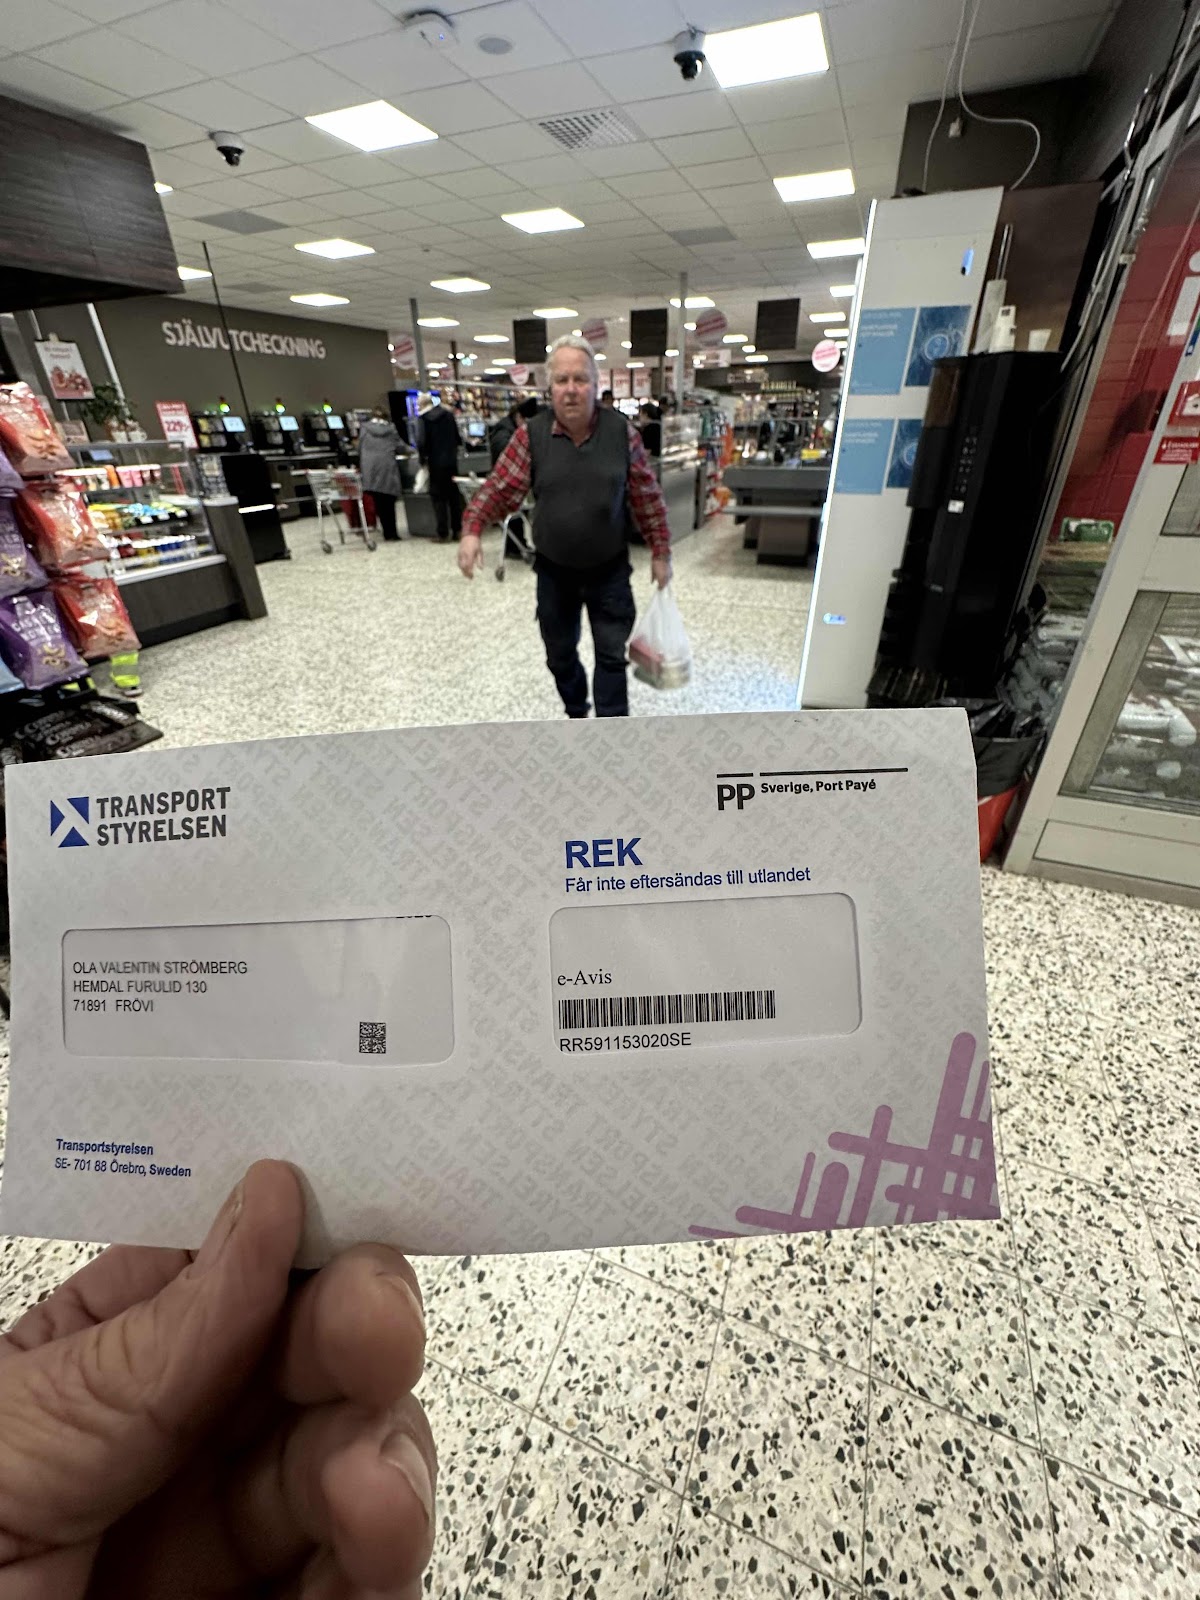 SJÄLVUTCHECKNING
229:-
TRANSPORT
STYRELSEN
PP
Sverige, Port Payé
REK
Får inte eftersändas till utlandet
OLA VALENTIN STRÖMBERG
HEMDAL FURULID 130
71891 FRÖVI
e-Avis
RR591153020SE
Transportstyrelsen
SE- 701 88 Örebro, Sweden